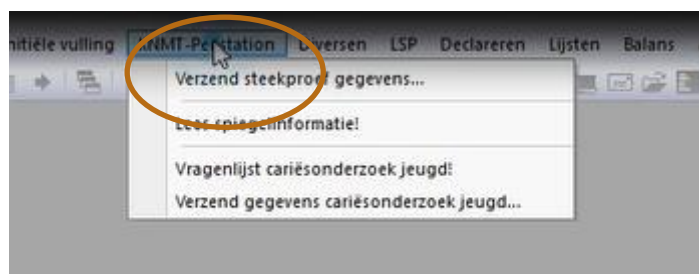 nitiële vulling KNMT-Peilstation Diversen LSP Declareren Lijsten Balans
Verzend steekproef gegevens...
Lees spiegelinformatie!
Vragenlijst cariësonderzoek jeugd!
Verzend gegevens cariësonderzoek jeugd...